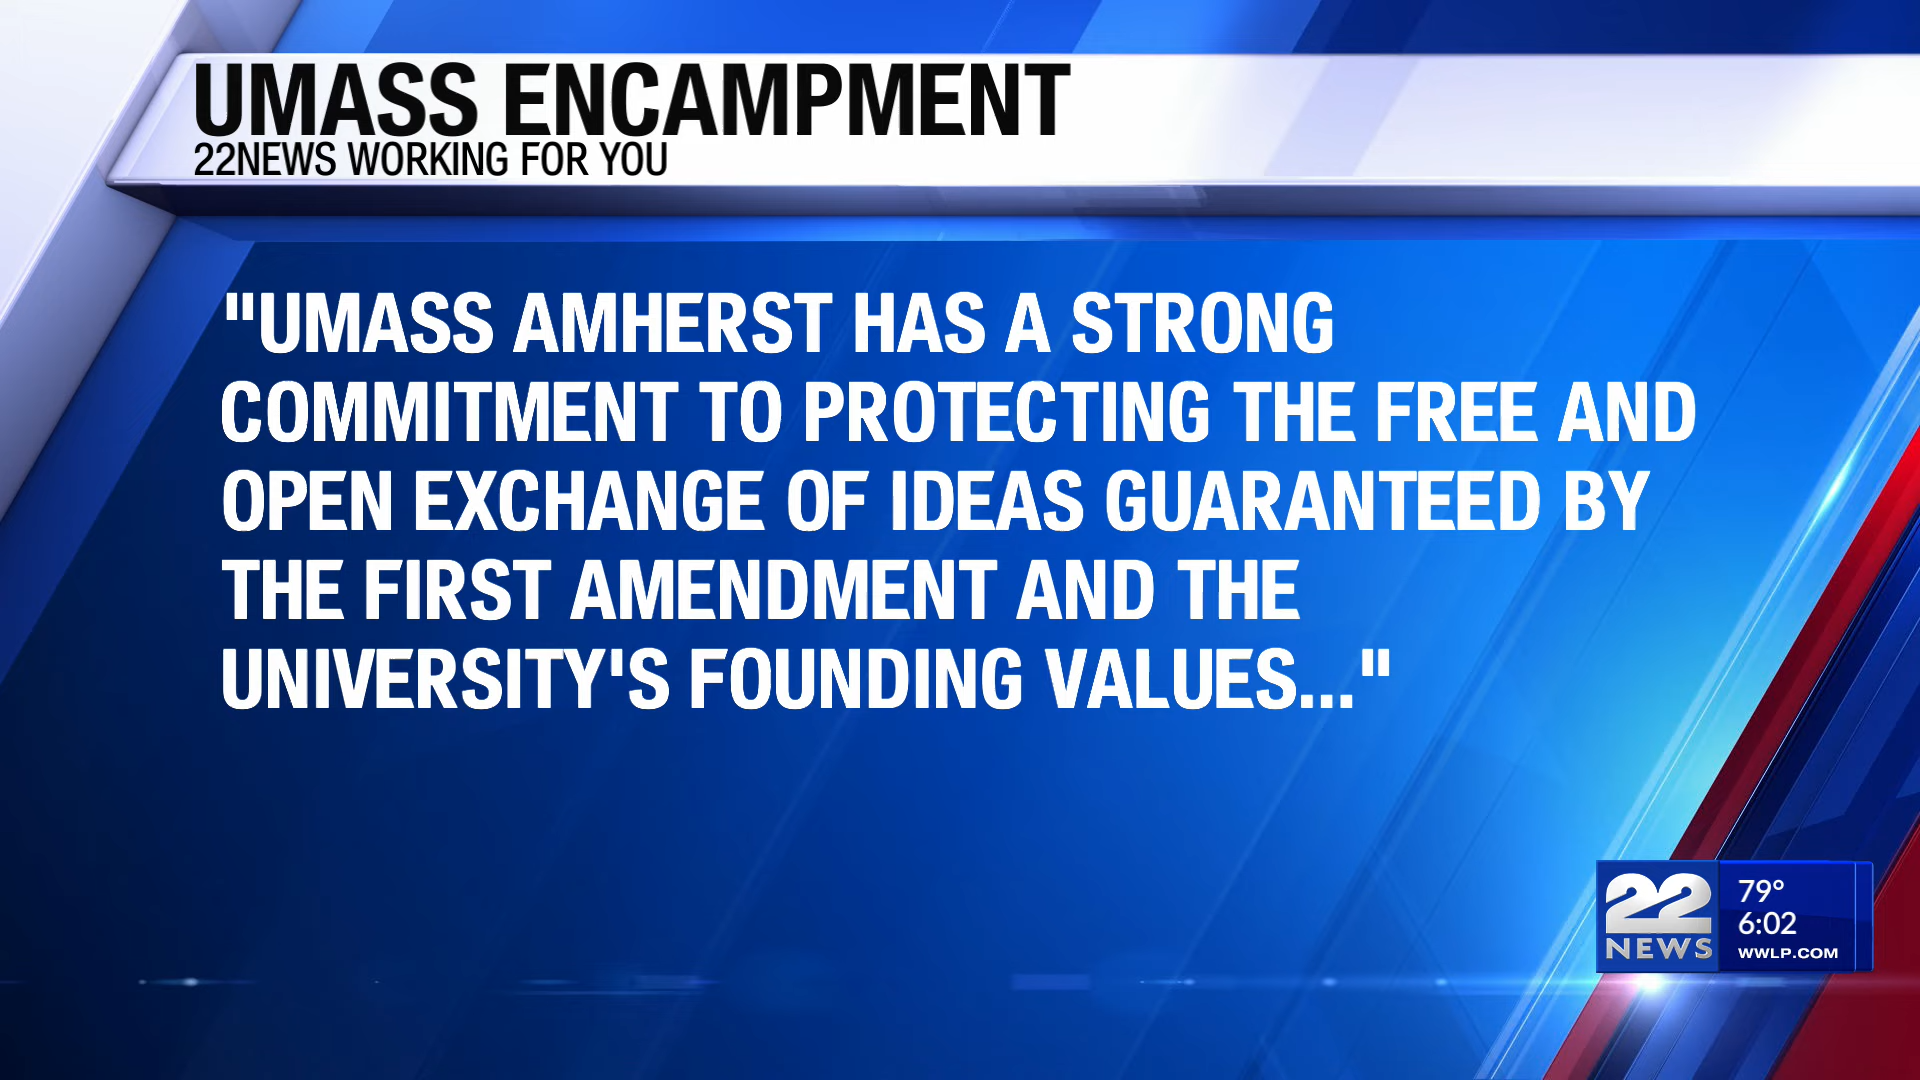 UMASS ENCAMPMENT
22NEWS WORKING FOR YOU
"UMASS AMHERST HAS A STRONG
COMMITMENT TO PROTECTING THE FREE AND
OPEN EXCHANGE OF IDEAS GUARANTEED BY
THE FIRST AMENDMENT AND THE
UNIVERSITY'S FOUNDING VALUES..."
22
NEWS
79°
6:02
WWLP.COM